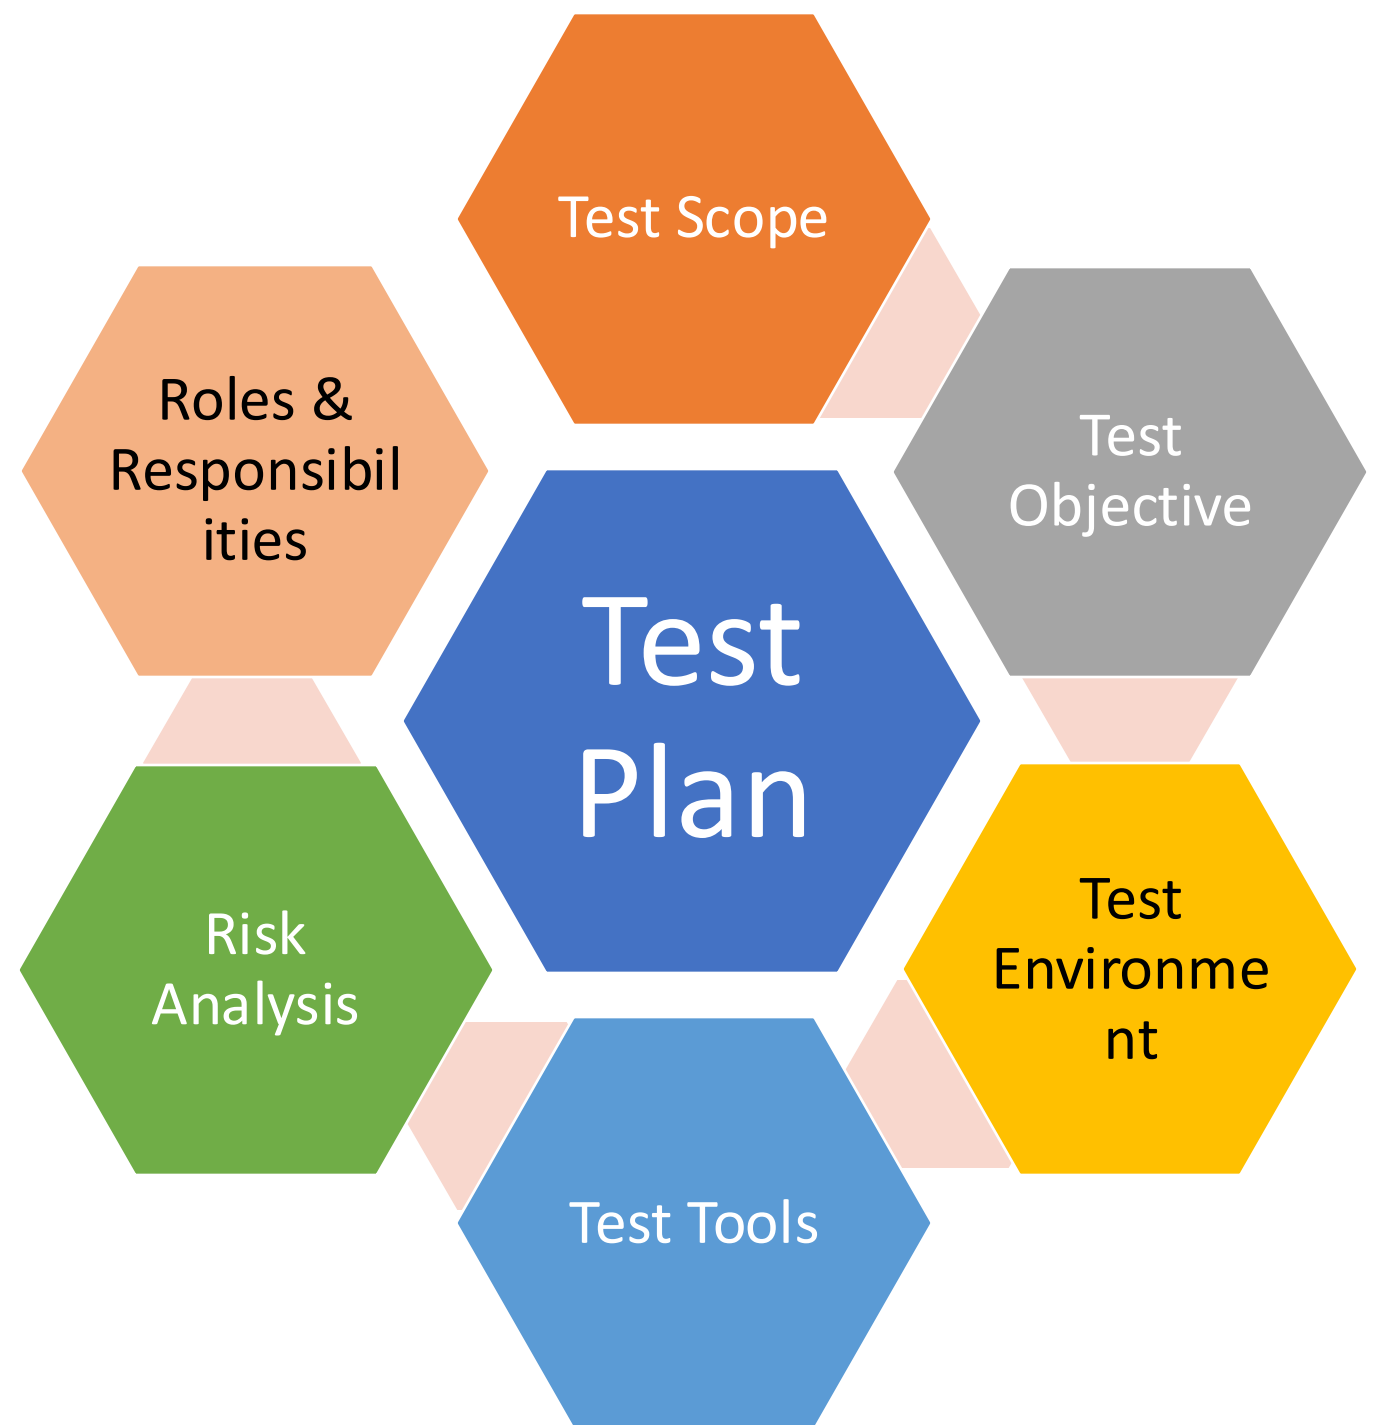 Test Scope
Test
Objective
Roles &
Responsibil
ities
Test
Plan
Test
Environme
nt
Risk
Analysis
Test Tools